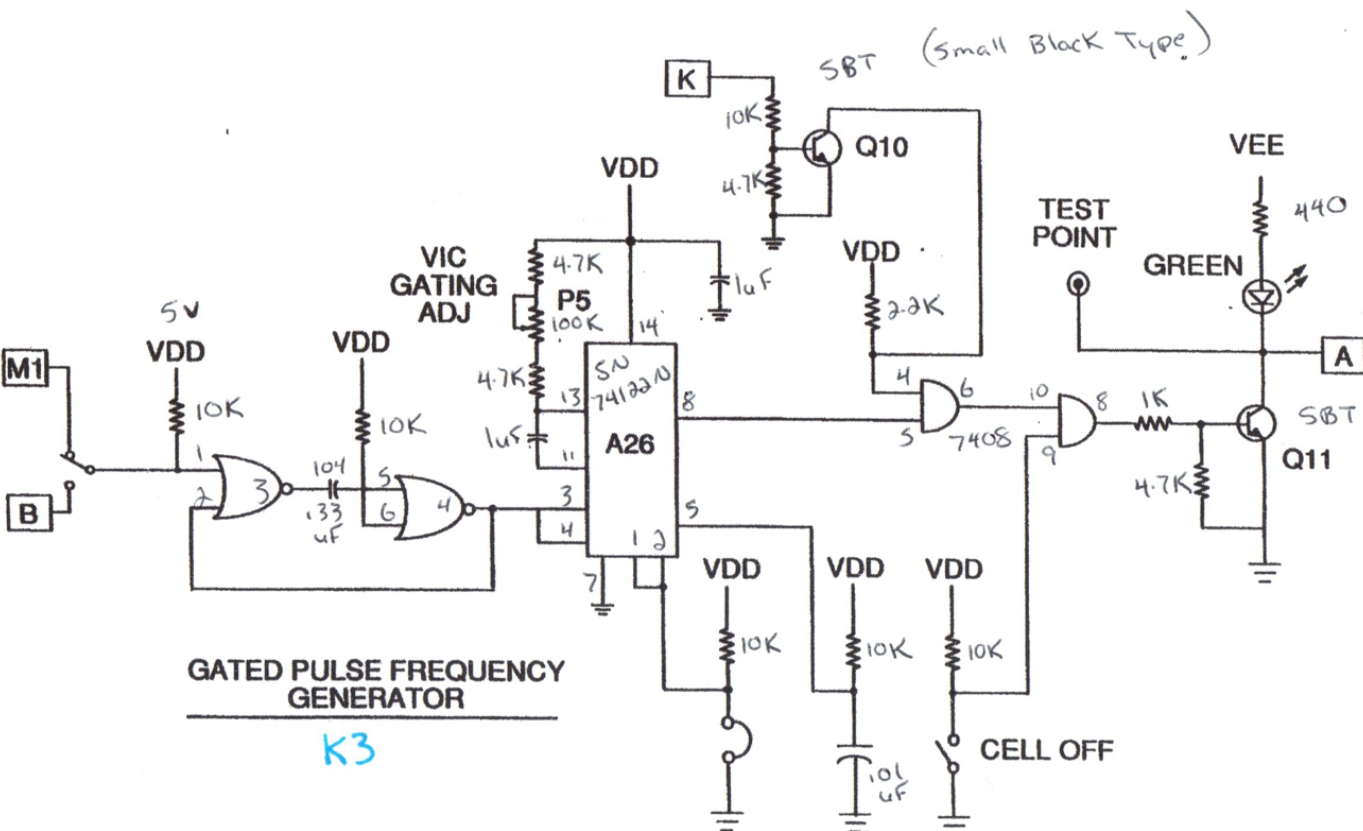 SBT (Small Black Type.)
K
10K
Q10
4.7K
VDD
VEE
440
TEST
POINT
GREEN
VIC
GATING
ADJ
4.7K
P5
100K
1uF
VDD
2.2K
14
5V
VDD
VDD
M1
10K
10K
4.7K
SN
74122N
13
8
A26
1uF
11
4
6
5
7408
10
8
9
1K
A
SBT
Q11
4.7K
1
2
3
104
.33
uF
5
6
4
3
4
5
1 2
7
B
VDD
VDD
VDD
10K
10K
10K
GATED PULSE FREQUENCY
GENERATOR
K3
CELL OFF
.01
uF